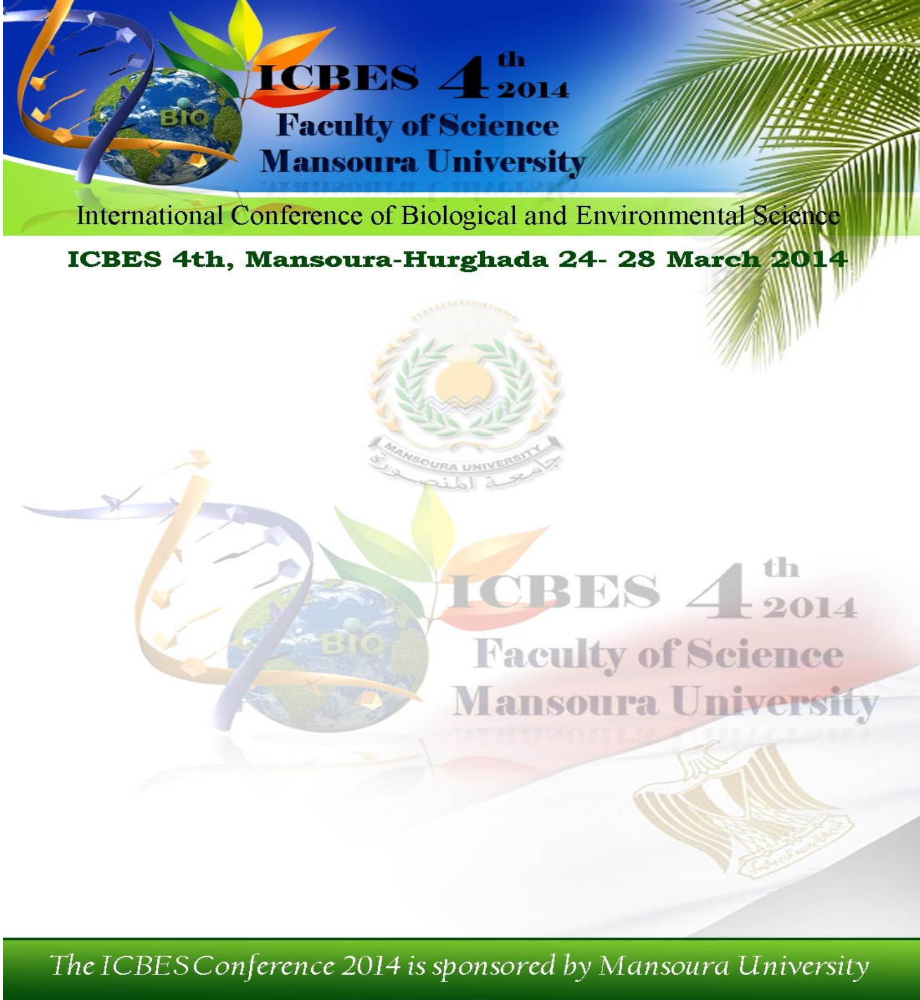 ICBES 4th
2014
BIO
Faculty of Science
Mansoura University
International Conference of Biological and Environmental Science
ICBES 4th, Mansoura-Hurghada 24- 28 March 2014
MANSOURA UNIVERSITY
جامعة المنصورة
ICBES 4th
2014
BIO
Faculty of Science
Mansoura University
The ICBES Conference 2014 is sponsored by Mansoura University